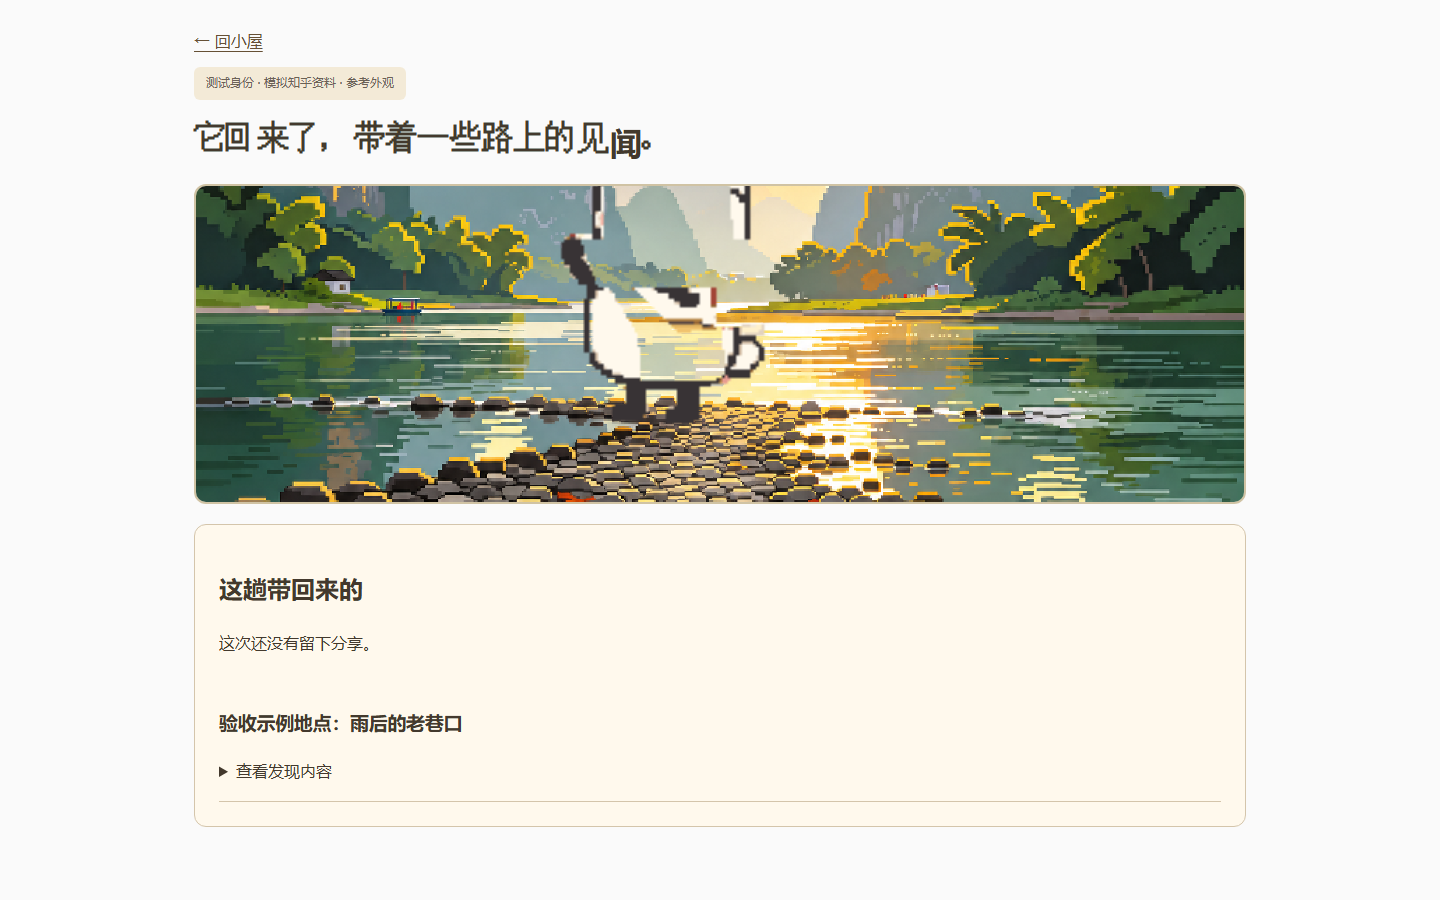 ← 回小屋
测试身份 · 模拟知乎资料 · 参考外观
它回来了，带着一些路上的见闻。
这趟带回来的
这次还没有留下分享。
验收示例地点：雨后的老巷口
▶ 查看发现内容